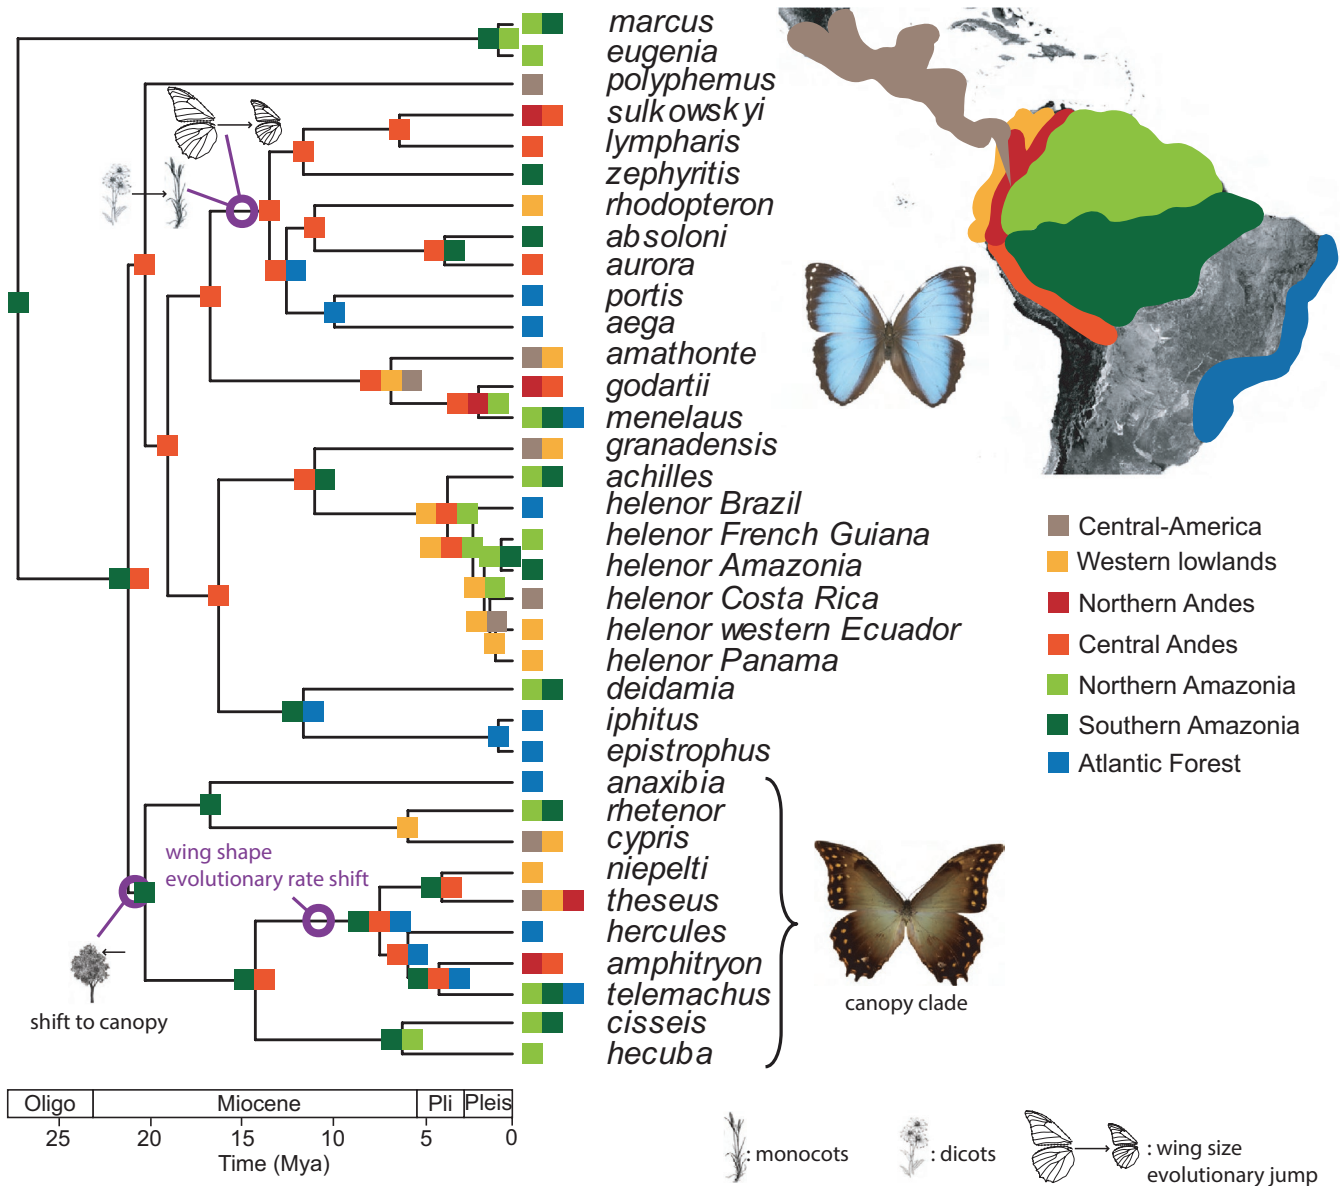 marcus
eugenia
polyphemus
sulkowskyi
lympharis
zephyritis
rhodopteron
absoloni
aurora
portis
aega
amathonte
godartii
menelaus
granadensis
achilles
helenor Brazil
helenor French Guiana
helenor Amazonia
helenor Costa Rica
helenor western Ecuador
helenor Panama
deidamia
iphitus
epistrophus
anaxibia
rhetenor
cypris
niepelti
theseus
hercules
amphitryon
telemachus
cisseis
hecuba
wing shape
evolutionary rate shift
shift to canopy
canopy clade
Central-America
Western lowlands
Northern Andes
Central Andes
Northern Amazonia
Southern Amazonia
Atlantic Forest
Oligo Miocene Pli Pleis
25 20 15 10 5 0
Time (Mya)
: monocots
: dicots
: wing size
evolutionary jump